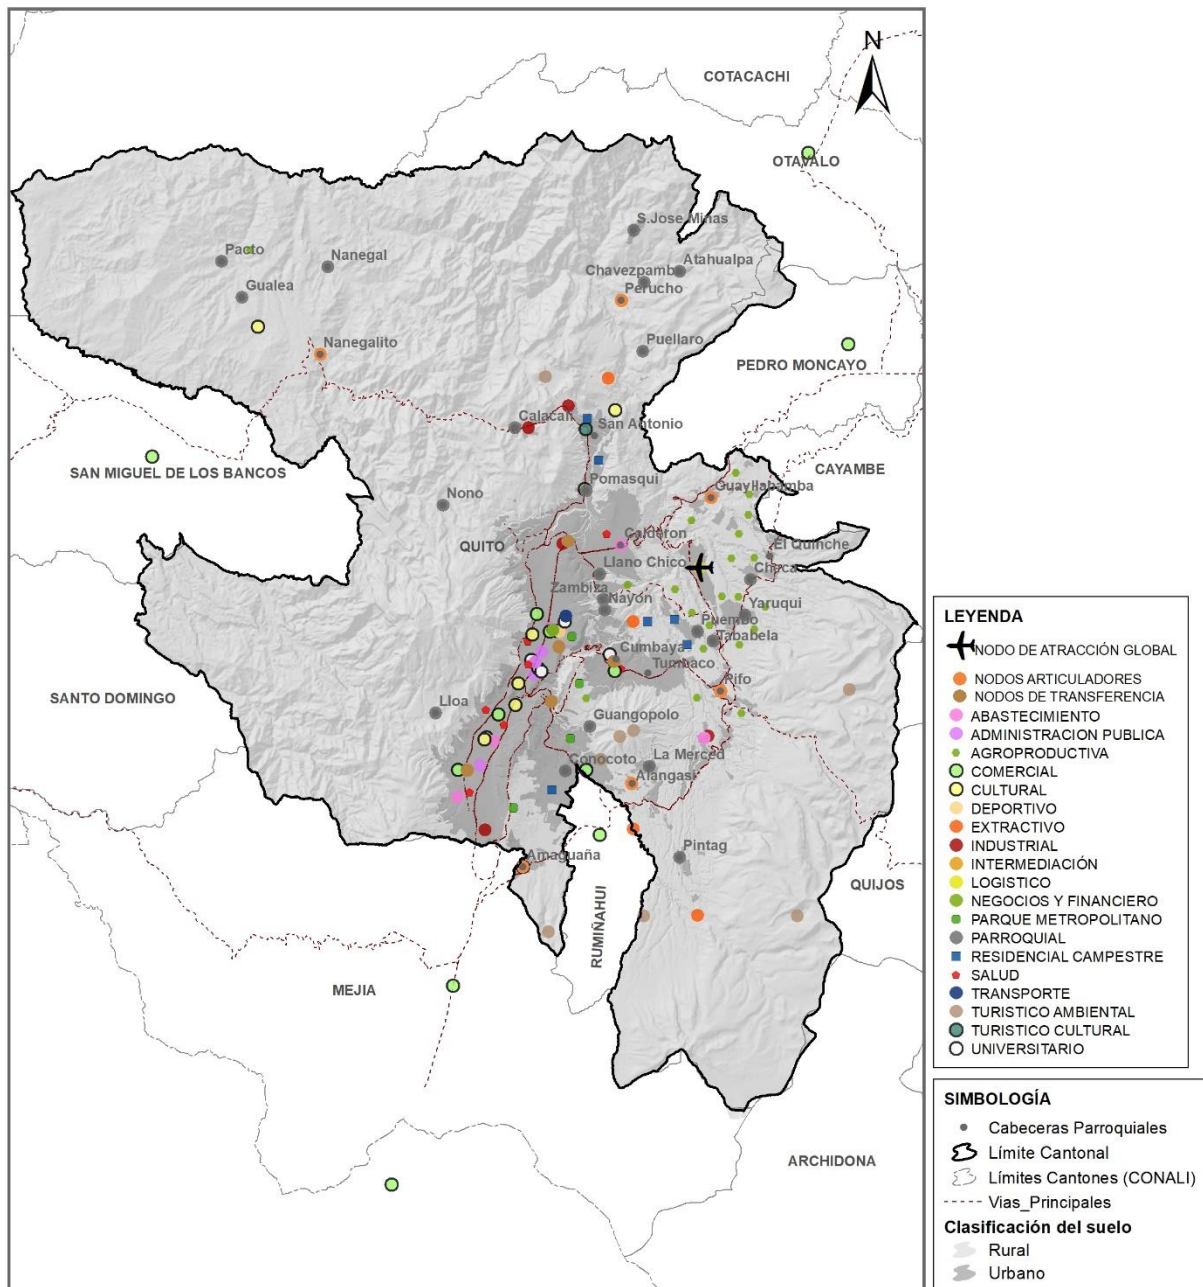 N
COTACACHI
OTAVALO
S.Jose Minas
Pacto
Nanegal
Atahualpa
Chavezpamb
Gualea
Perucho
Nanegalito
Puellaro
PEDRO MONCAYO
Calacali
San Antonio
SAN MIGUEL DE LOS BANCOS
CAYAMBE
Pomasqui
Guayllabamba
Nono
Calderon
QUITO
El Quinche
Llano Chico
Checa
Zambiza
Nayon
Yaruqui
Puembo
Tababela
Cumbaya
Tumbaco
SANTO DOMINGO
Pifo
Lloa
Guangopolo
La Merced
Conocoto
Alangasi
Pintag
Amaguaña
QUIJOS
RUMIÑAHUI
MEJIA
ARCHIDONA
LEYENDA
NODO DE ATRACCIÓN GLOBAL
NODOS ARTICULADORES
NODOS DE TRANSFERENCIA
ABASTECIMIENTO
ADMINISTRACION PUBLICA
AGROPRODUCTIVA
COMERCIAL
CULTURAL
DEPORTIVO
EXTRACTIVO
INDUSTRIAL
INTERMEDIACIÓN
LOGISTICO
NEGOCIOS Y FINANCIERO
PARQUE METROPOLITANO
PARROQUIAL
RESIDENCIAL CAMPESTRE
SALUD
TRANSPORTE
TURISTICO AMBIENTAL
TURISTICO CULTURAL
UNIVERSITARIO
SIMBOLOGÍA
Cabeceras Parroquiales
Límite Cantonal
Límites Cantones (CONALI)
Vias_Principales
Clasificación del suelo
Rural
Urbano